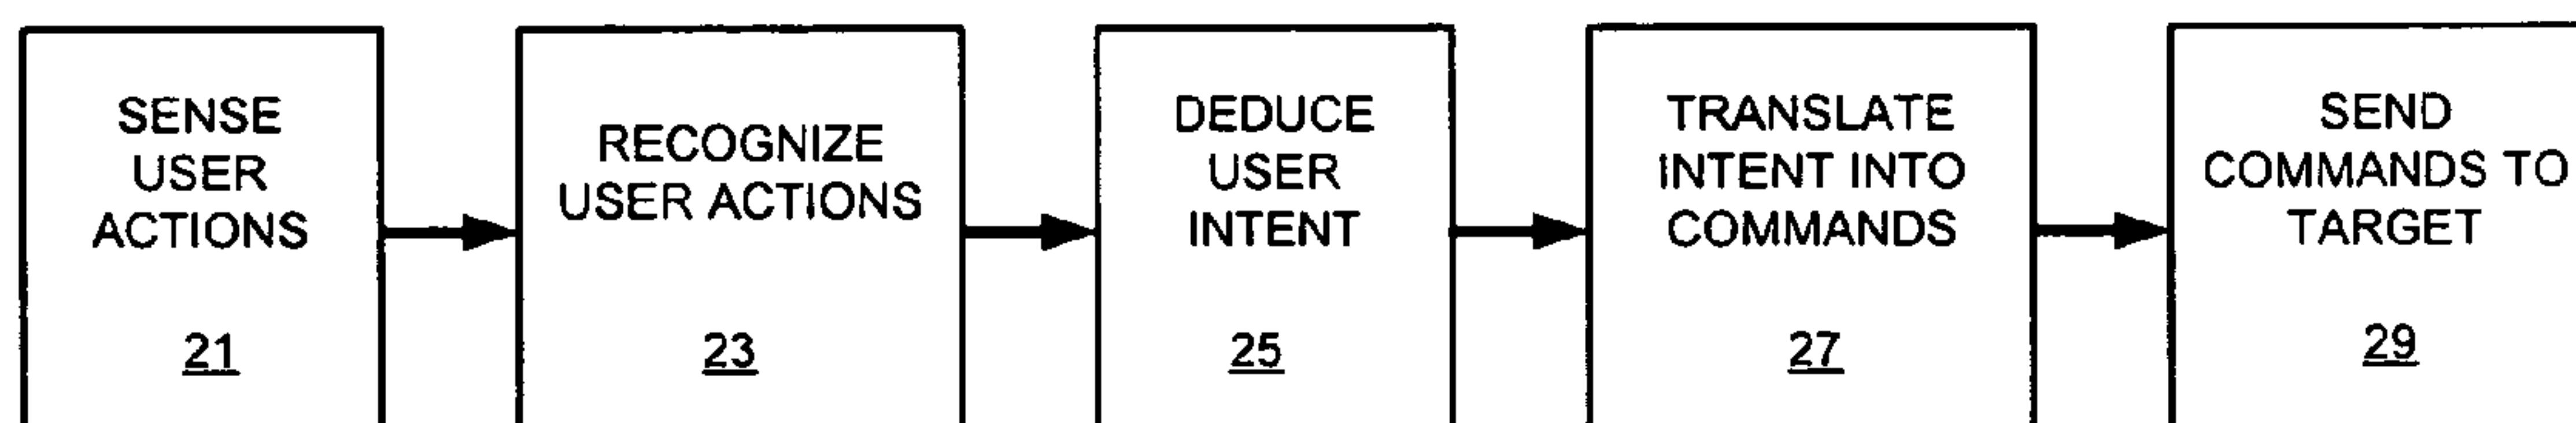 SENSE
USER
ACTIONS
21
RECOGNIZE
USER ACTIONS
23
DEDUCE
USER
INTENT
25
TRANSLATE
INTENT INTO
COMMANDS
27
SEND
COMMANDS TO
TARGET
29